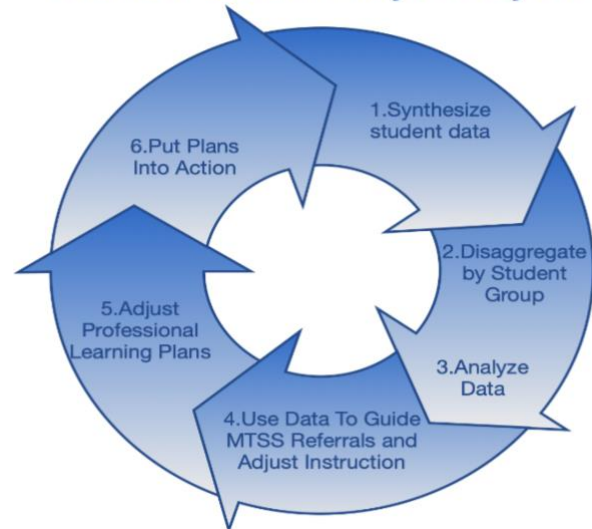 1.Synthesize
student data
2.Disaggregate
by Student
Group
3.Analyze
Data
4.Use Data To Guide
MTSS Referrals and
Adjust Instruction
5.Adjust
Professional
Learning Plans
6.Put Plans
Into Action